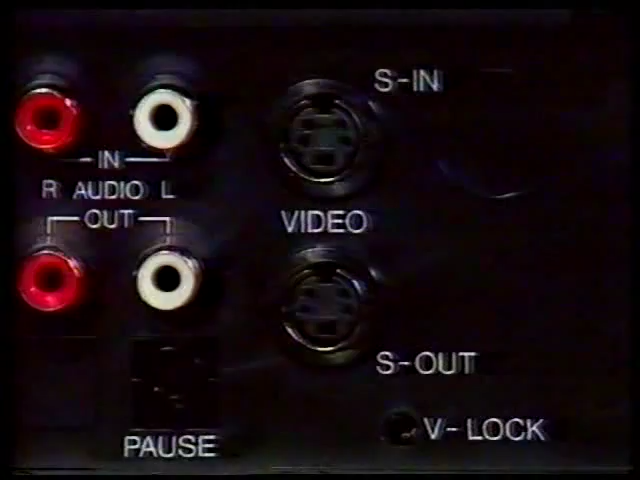 S-IN
IN
R AUDIO L
OUT
VIDEO
S-OUT
V-LOCK
PAUSE